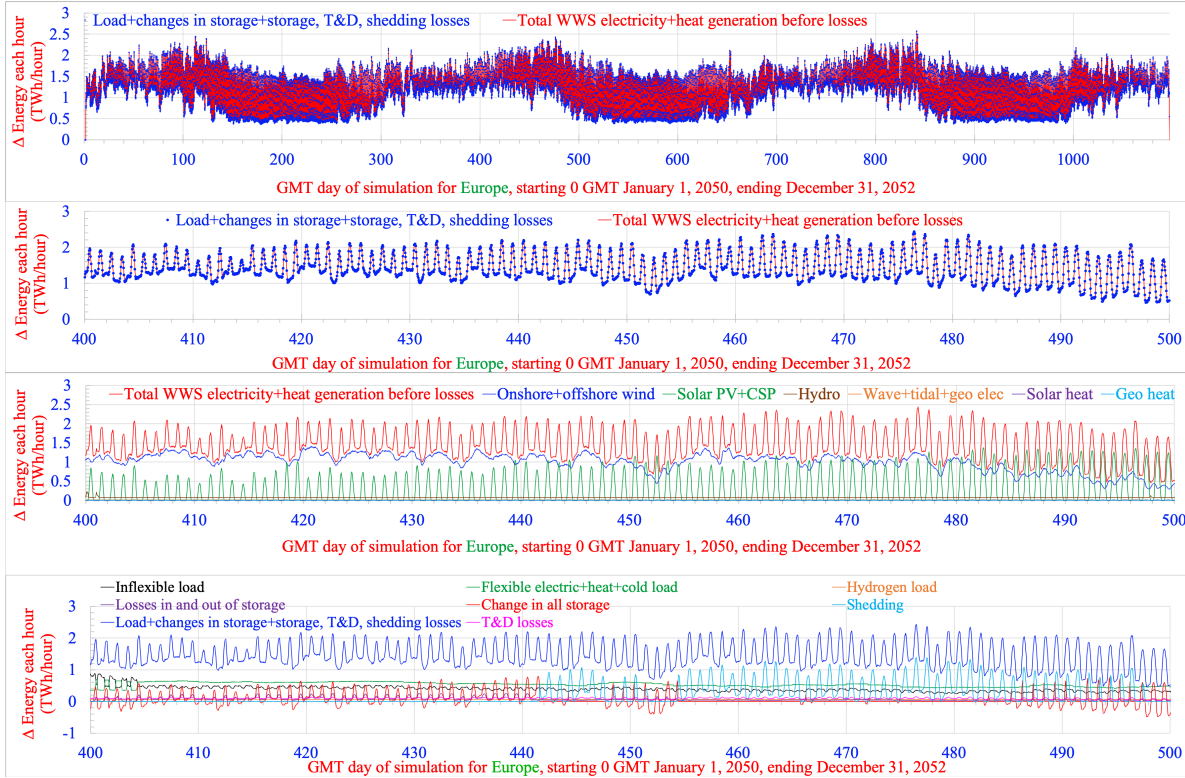 Load+changes in storage+storage, T&D, shedding losses —Total WWS electricity+heat generation before losses
Δ Energy each hour
(TWh/hour)
3
2.5
2
1.5
1
0.5
0
0 100 200 300 400 500 600 700 800 900 1000
GMT day of simulation for Europe, starting 0 GMT January 1, 2050, ending December 31, 2052
Load+changes in storage+storage, T&D, shedding losses —Total WWS electricity+heat generation before losses
Δ Energy each hour
(TWh/hour)
3
2
1
0
400 410 420 430 440 450 460 470 480 490 500
GMT day of simulation for Europe, starting 0 GMT January 1, 2050, ending December 31, 2052
—Total WWS electricity+heat generation before losses —Onshore+offshore wind —Solar PV+CSP —Hydro —Wave+tidal+geo elec —Solar heat —Geo heat
Δ Energy each hour
(TWh/hour)
3
2.5
2
1.5
1
0.5
0
400 410 420 430 440 450 460 470 480 490 500
GMT day of simulation for Europe, starting 0 GMT January 1, 2050, ending December 31, 2052
—Inflexible load —Flexible electric+heat+cold load —Hydrogen load
—Losses in and out of storage —Change in all storage —Shedding
—Load+changes in storage+storage, T&D, shedding losses —T&D losses
Δ Energy each hour
(TWh/hour)
3
2
1
0
-1
400 410 420 430 440 450 460 470 480 490 500
GMT day of simulation for Europe, starting 0 GMT January 1, 2050, ending December 31, 2052